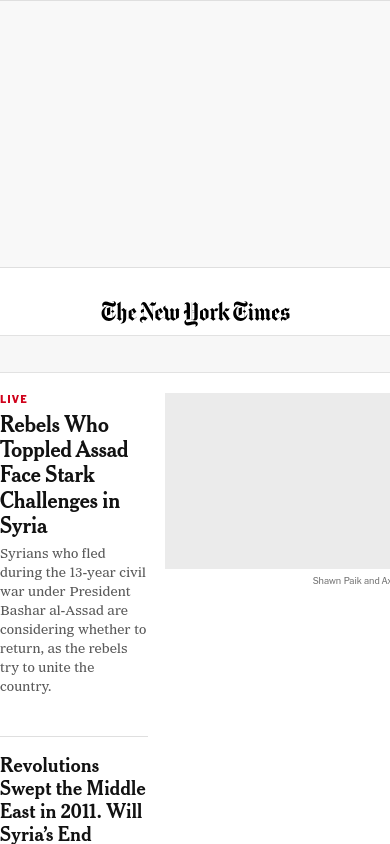 The New York Times
LIVE
Rebels Who
Toppled Assad
Face Stark
Challenges in
Syria
Syrians who fled
during the 13-year civil
war under President
Bashar al-Assad are
considering whether to
return, as the rebels
try to unite the
country.
Shawn Paik and
Revolutions
Swept the Middle
East in 2011. Will
Syria’s End